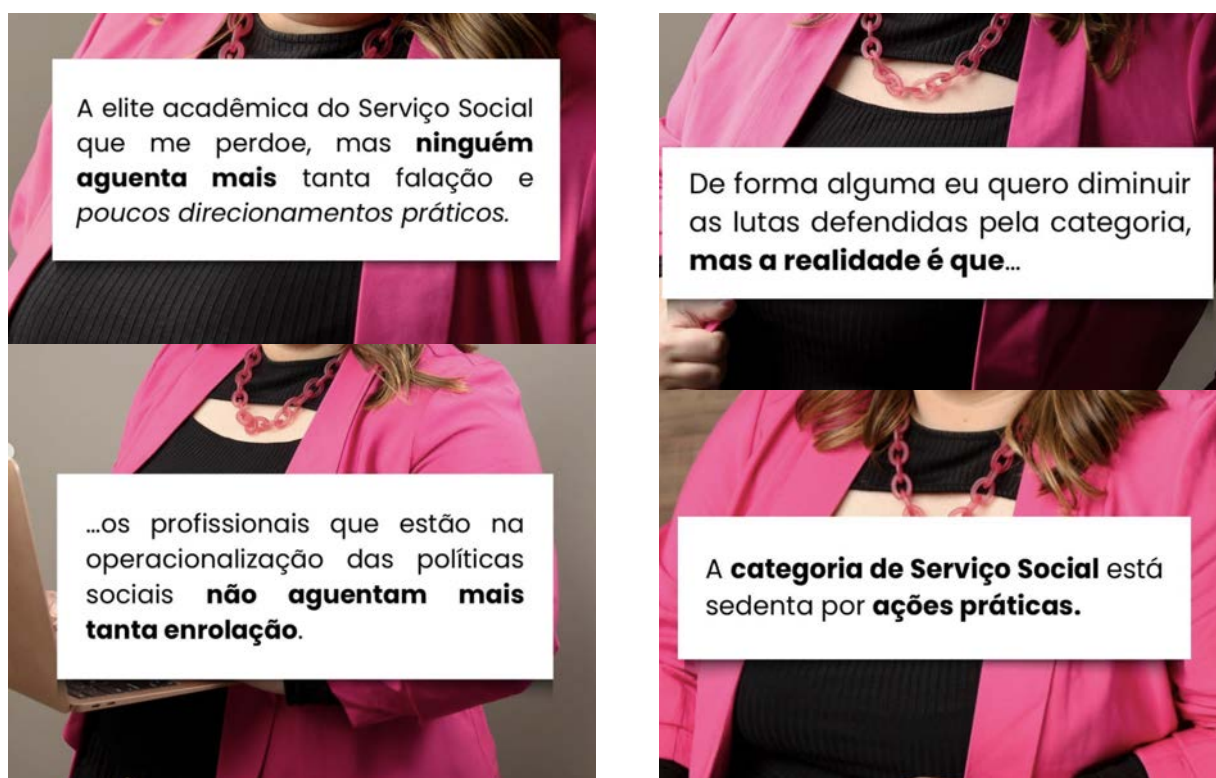 A elite acadêmica do Serviço Social
que me perdoe, mas ninguém
aguenta mais tanta falação e
poucos direcionamentos práticos.
De forma alguma eu quero diminuir
as lutas defendidas pela categoria,
mas a realidade é que...
...os profissionais que estão na
operacionalização das políticas
sociais não aguentam mais
tanta enrolação.
A categoria de Serviço Social está
sedenta por ações práticas.